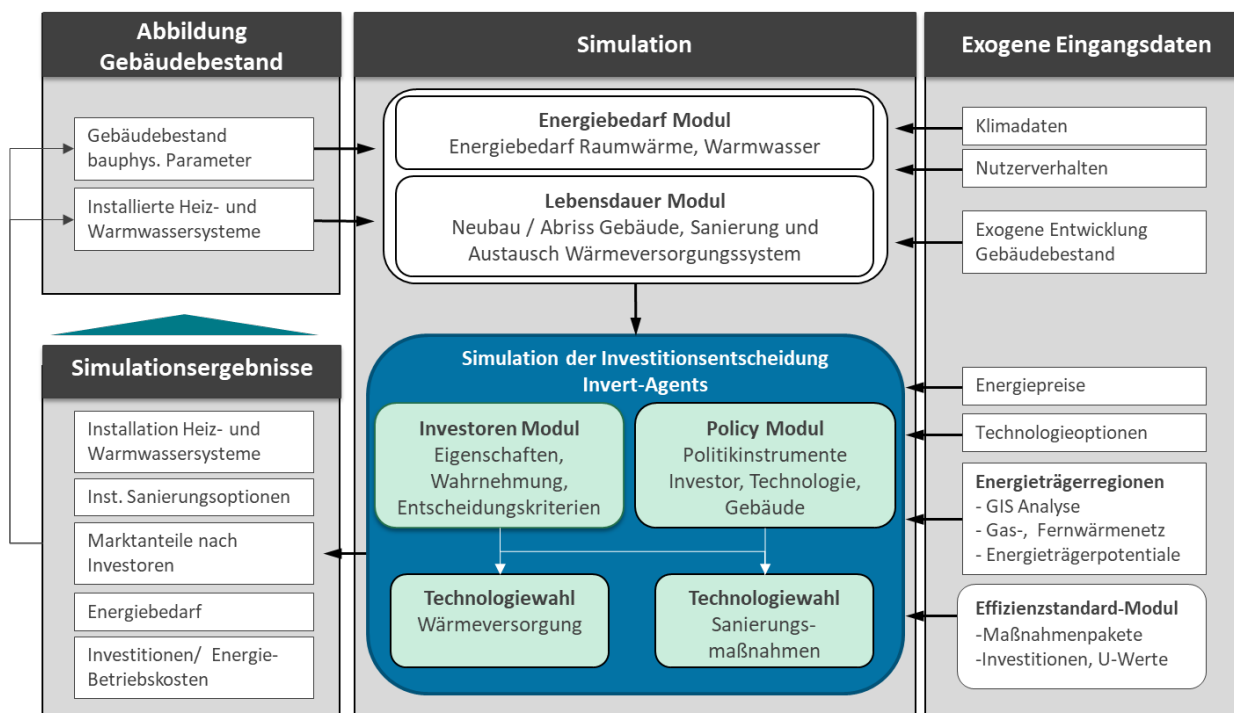 Abbildung
Gebäudebestand
Gebäudebestand
bauphys. Parameter
Installierte Heiz- und
Warmwassersysteme
Simulationsergebnisse
Installation Heiz- und
Warmwassersysteme
Inst. Sanierungsoptionen
Marktanteile nach
Investoren
Energiebedarf
Investitionen/ Energie-
Betriebskosten
Simulation
Energiebedarf Modul
Energiebedarf Raumwärme, Warmwasser
Lebensdauer Modul
Neubau / Abriss Gebäude, Sanierung und
Austausch Wärmeversorgungssystem
Simulation der Investitionsentscheidung
Invert-Agents
Investoren Modul
Eigenschaften,
Wahrnehmung,
Entscheidungskriterien
Policy Modul
Politikinstrumente
Investor, Technologie,
Gebäude
Technologiewahl
Wärmeversorgung
Technologiewahl
Sanierungs-
maßnahmen
Exogene Eingangsdaten
Klimadaten
Nutzerverhalten
Exogene Entwicklung
Gebäudebestand
Energiepreise
Technologieoptionen
Energieträgerregionen
- GIS Analyse
- Gas-, Fernwärmenetz
- Energieträgerpotentiale
Effizienzstandard-Modul
-Maßnahmenpakete
-Investitionen, U-Werte